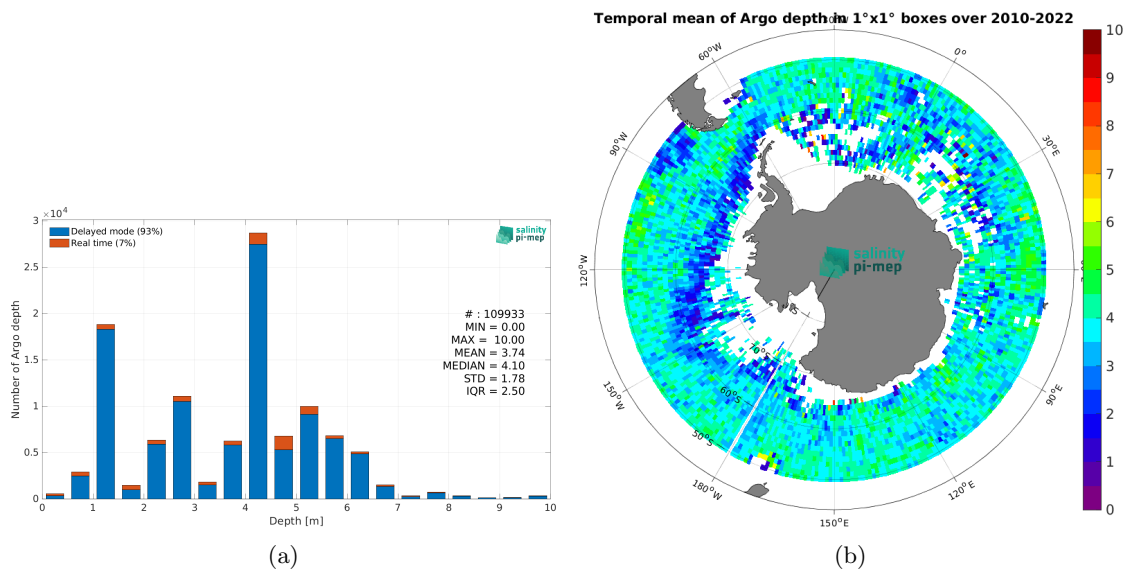 Temporal mean of Argo depth in 1°x1° boxes over 2010-2022
60°W
0°
30°E
90°E
120°E
150°E
180°W
150°W
120°W
90°W
70°S
60°S
50°S
salinity
pi-mep
10
9
8
7
6
5
4
3
2
1
0
×10⁴
3
2.5
2
1.5
1
0.5
0
Number of Argo depth
Delayed mode (93%)
Real time (7%)
salinity
pi-mep
# : 109933
MIN = 0.00
MAX = 10.00
MEAN = 3.74
MEDIAN = 4.10
STD = 1.78
IQR = 2.50
0 1 2 3 4 5 6 7 8 9 10
Depth [m]
(a)
(b)